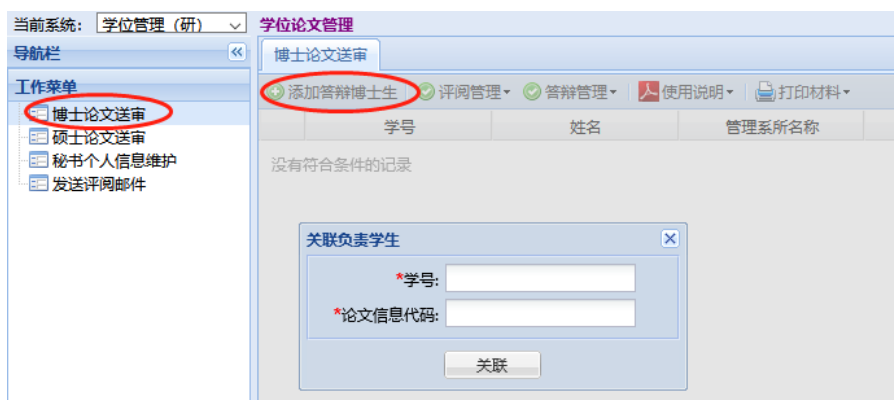 当前系统: 学位管理（研） 学位论文管理
导航栏 博士论文送审
工作菜单 添加答辩博士生 评阅管理 答辩管理 使用说明 打印材料
博士论文送审
硕士论文送审
秘书个人信息维护
发送评阅邮件
学号 姓名 管理系所名称
没有符合条件的记录
关联负责学生
*学号:
*论文信息代码:
关联